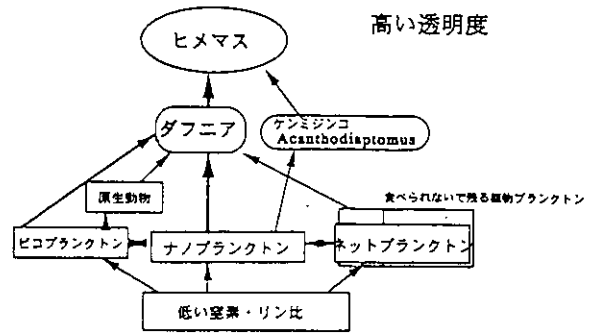 高い透明度
ヒメマス
ダフニア
ケンミジンコ
Acanthodiaptomus
原生動物
食べられないで残る植物プランクトン
ピコプランクトン
ナノプランクトン
ネットプランクトン
低い窒素・リン比